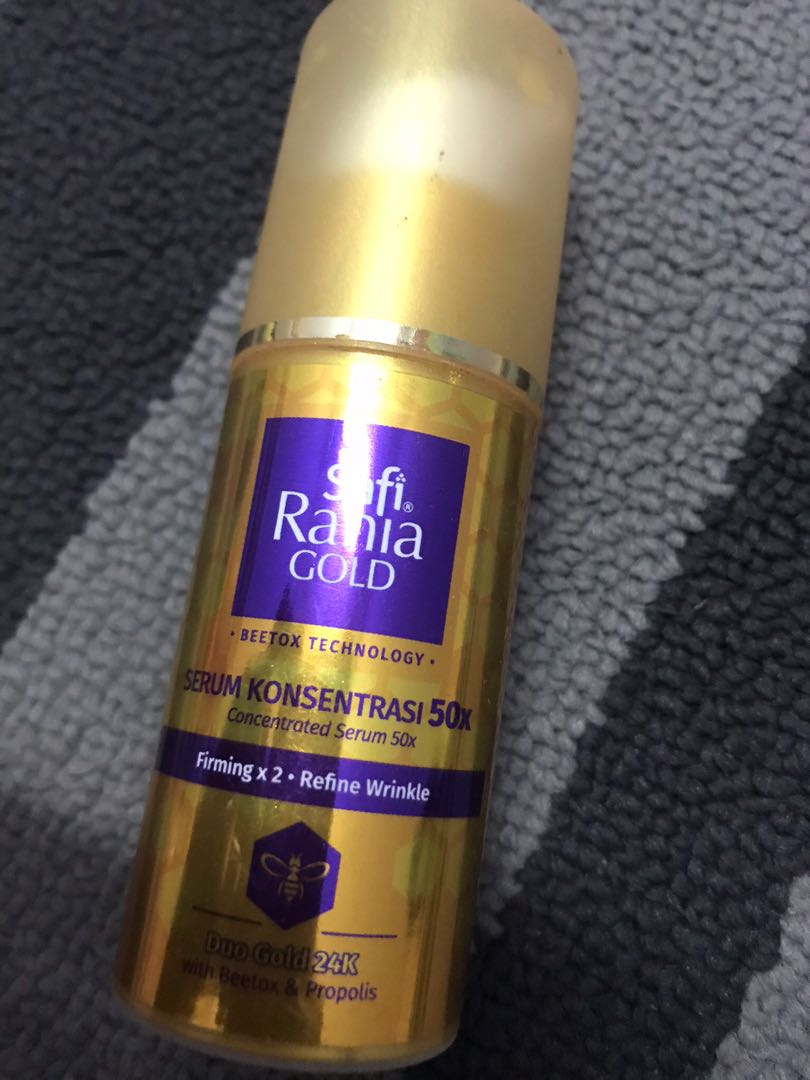 Safi®
Rania
GOLD
• BEETOX TECHNOLOGY •
SERUM KONSENTRASI 50x
Concentrated Serum 50x
Firming x 2 • Refine Wrinkle
Duo Gold 24K
with Beetox & Propolis